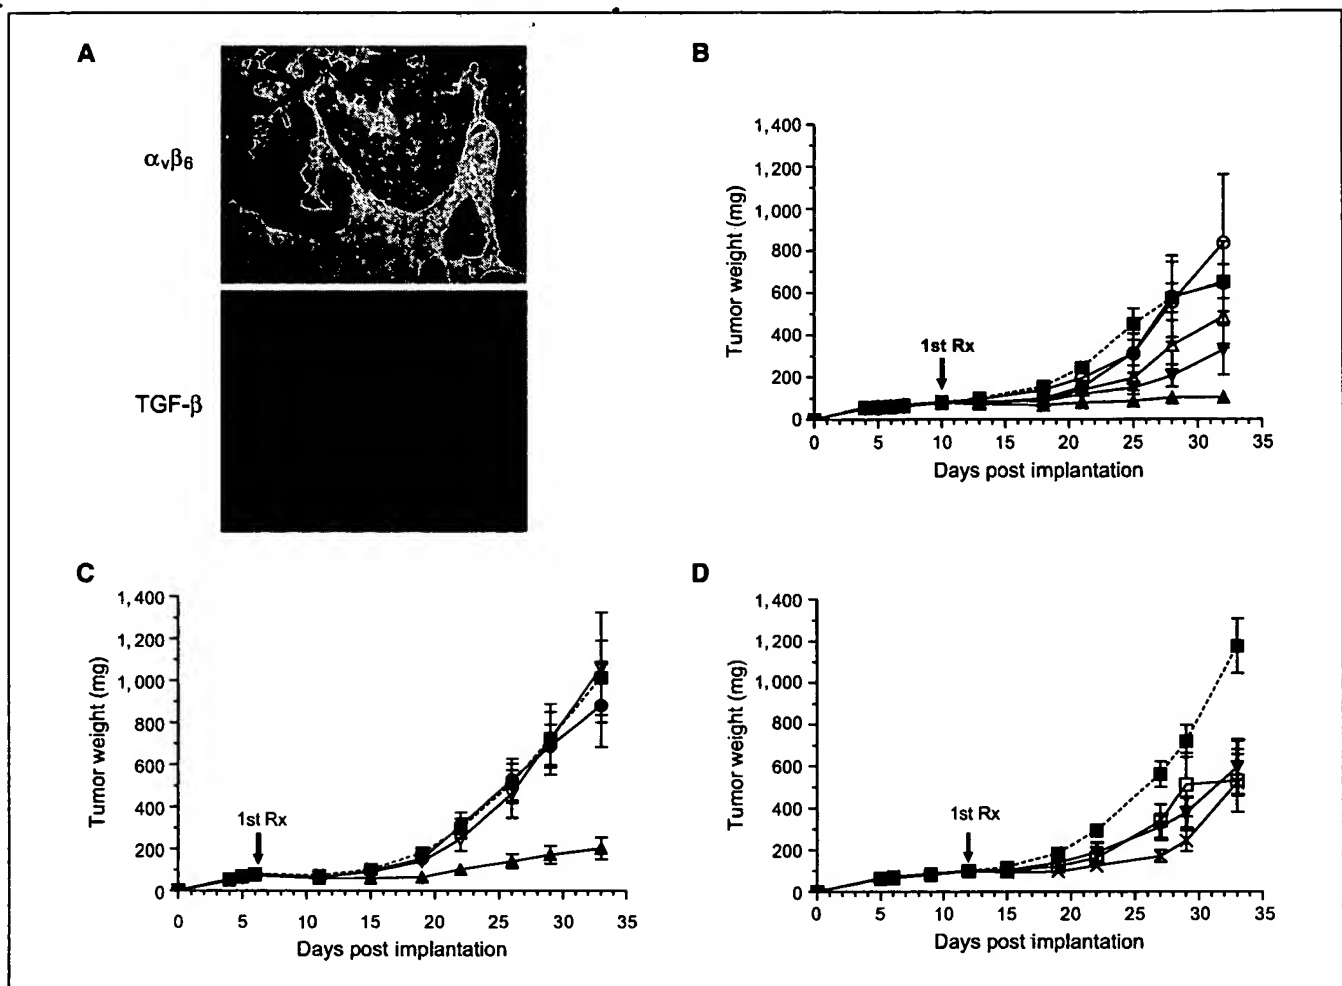 A
αvβ6
TGF-β
B
1,400
1,200
1,000
800
600
400
200
0
Tumor weight (mg)
1st Rx
0 5 10 15 20 25 30 35
Days post implantation
C
1,400
1,200
1,000
800
600
400
200
0
Tumor weight (mg)
1st Rx
0 5 10 15 20 25 30 35
Days post implantation
D
1,400
1,200
1,000
800
600
400
200
0
Tumor weight (mg)
1st Rx
0 5 10 15 20 25 30 35
Days post implantation